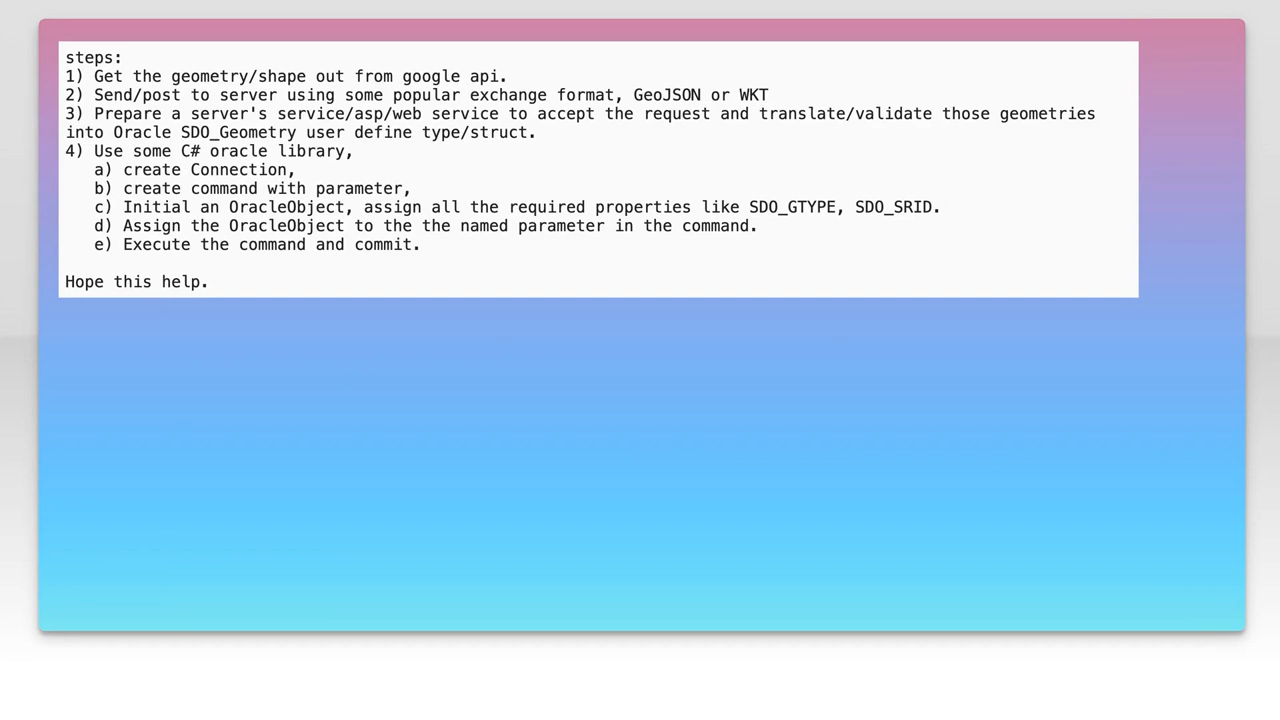 steps:
1) Get the geometry/shape out from google api.
2) Send/post to server using some popular exchange format, GeoJSON or WKT
3) Prepare a server's service/asp/web service to accept the request and translate/validate those geometries
into Oracle SDO_Geometry user define type/struct.
4) Use some C# oracle library,
   a) create Connection,
   b) create command with parameter,
   c) Initial an OracleObject, assign all the required properties like SDO_GTYPE, SDO_SRID.
   d) Assign the OracleObject to the the named parameter in the command.
   e) Execute the command and commit.

Hope this help.